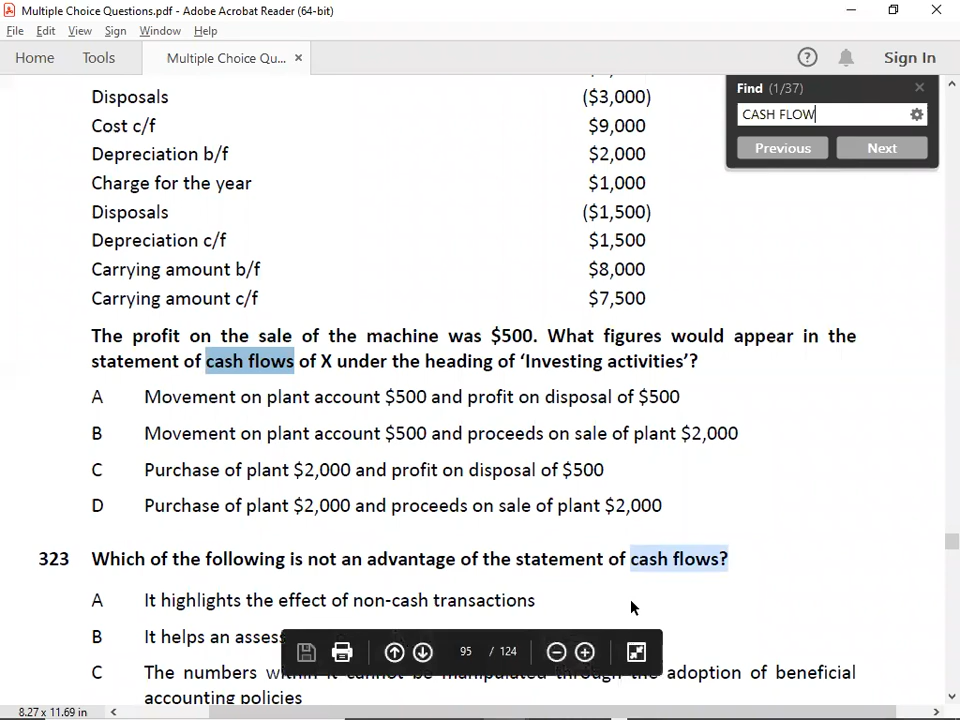 Multiple Choice Questions.pdf - Adobe Acrobat Reader (64-bit)
File Edit View Sign Window Help
Home Tools Multiple Choice Qu... × Sign In
Find (1/37)
CASH FLOW
Previous Next
Disposals ($3,000)
Cost c/f $9,000
Depreciation b/f $2,000
Charge for the year $1,000
Disposals ($1,500)
Depreciation c/f $1,500
Carrying amount b/f $8,000
Carrying amount c/f $7,500
The profit on the sale of the machine was $500. What figures would appear in the
statement of cash flows of X under the heading of ‘Investing activities’?
A Movement on plant account $500 and profit on disposal of $500
B Movement on plant account $500 and proceeds on sale of plant $2,000
C Purchase of plant $2,000 and profit on disposal of $500
D Purchase of plant $2,000 and proceeds on sale of plant $2,000
323 Which of the following is not an advantage of the statement of cash flows?
A It highlights the effect of non-cash transactions
B It helps an assess
95 / 124
C The numbers within it cannot be manipulated through the adoption of beneficial
accounting policies
8.27 x 11.69 in